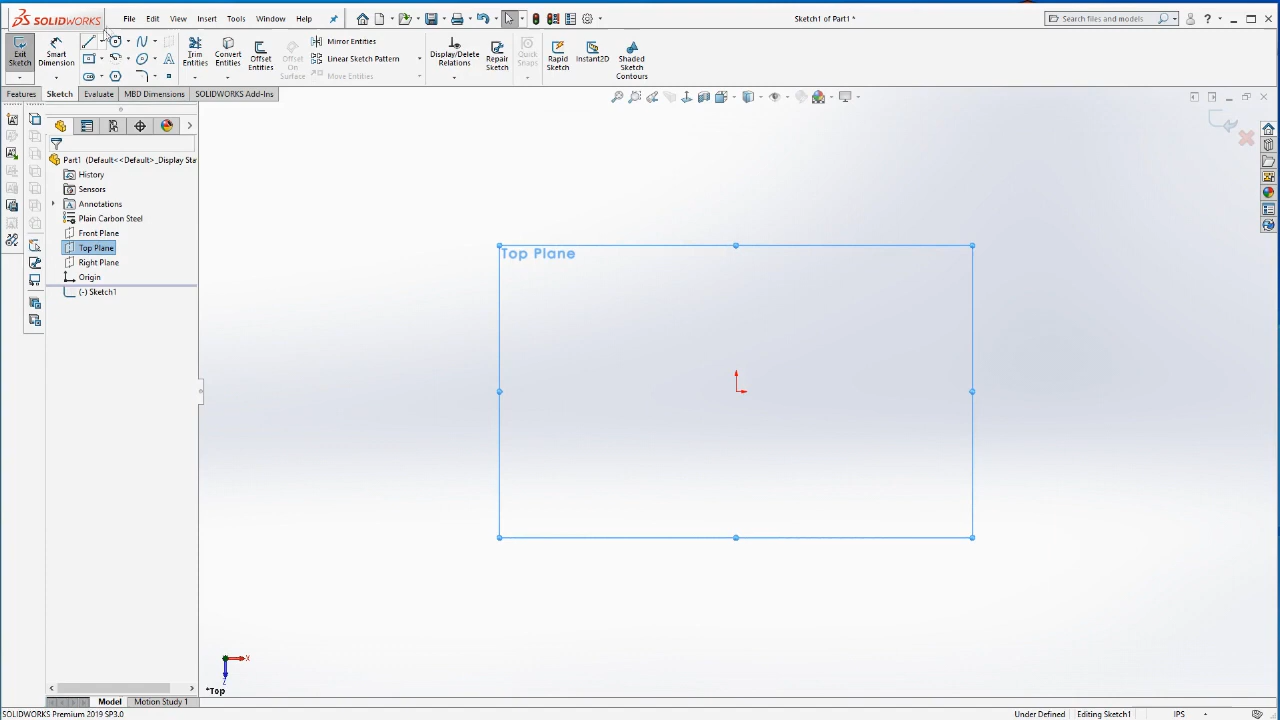 SOLIDWORKS File Edit View Insert Tools Window Help Sketch1 of Part1 * Search files and models ?
Exit Sketch
Smart Dimension
Trim Entities
Convert Entities
Offset Entities
Offset On Surface
Mirror Entities
Linear Sketch Pattern
Move Entities
Display/Delete Relations
Repair Sketch
Quick Snaps
Rapid Sketch
Instant2D
Shaded Sketch Contours
Features Sketch Evaluate MBD Dimensions SOLIDWORKS Add-Ins
Part1 (Default<<Default>_Display Sta
History
Sensors
Annotations
Plain Carbon Steel
Front Plane
Top Plane
Right Plane
Origin
(-) Sketch1
Top Plane
X
Z
*Top
Model Motion Study 1
SOLIDWORKS Premium 2019 SP3.0 Under Defined Editing Sketch1 IPS